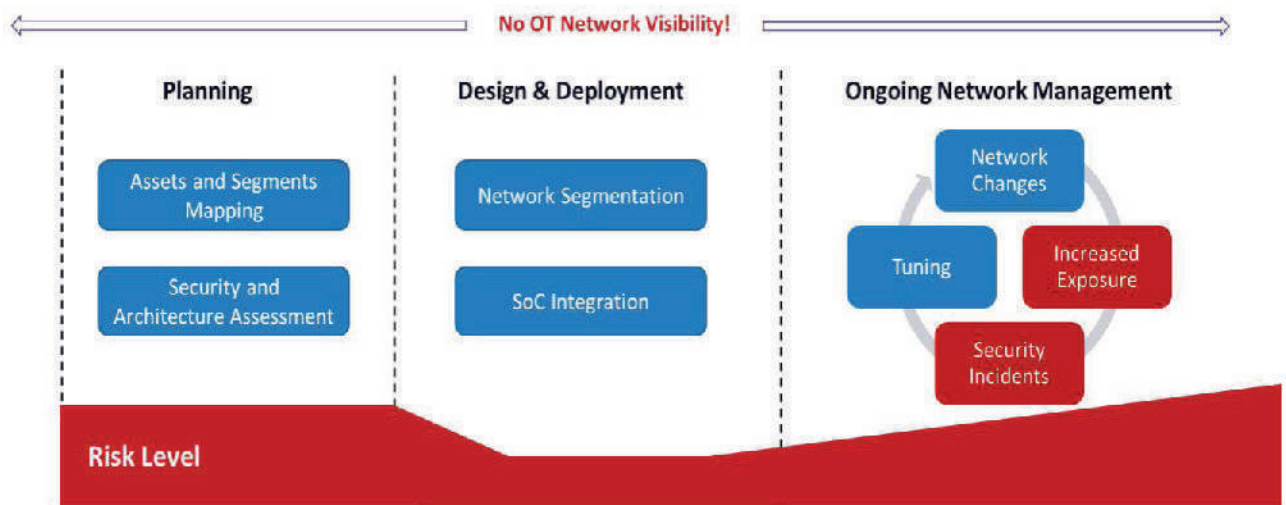 No OT Network Visibility!
Planning
Design & Deployment
Ongoing Network Management
Assets and Segments
Mapping
Security and
Architecture Assessment
Network Segmentation
SoC Integration
Network
Changes
Increased
Exposure
Security
Incidents
Tuning
Risk Level